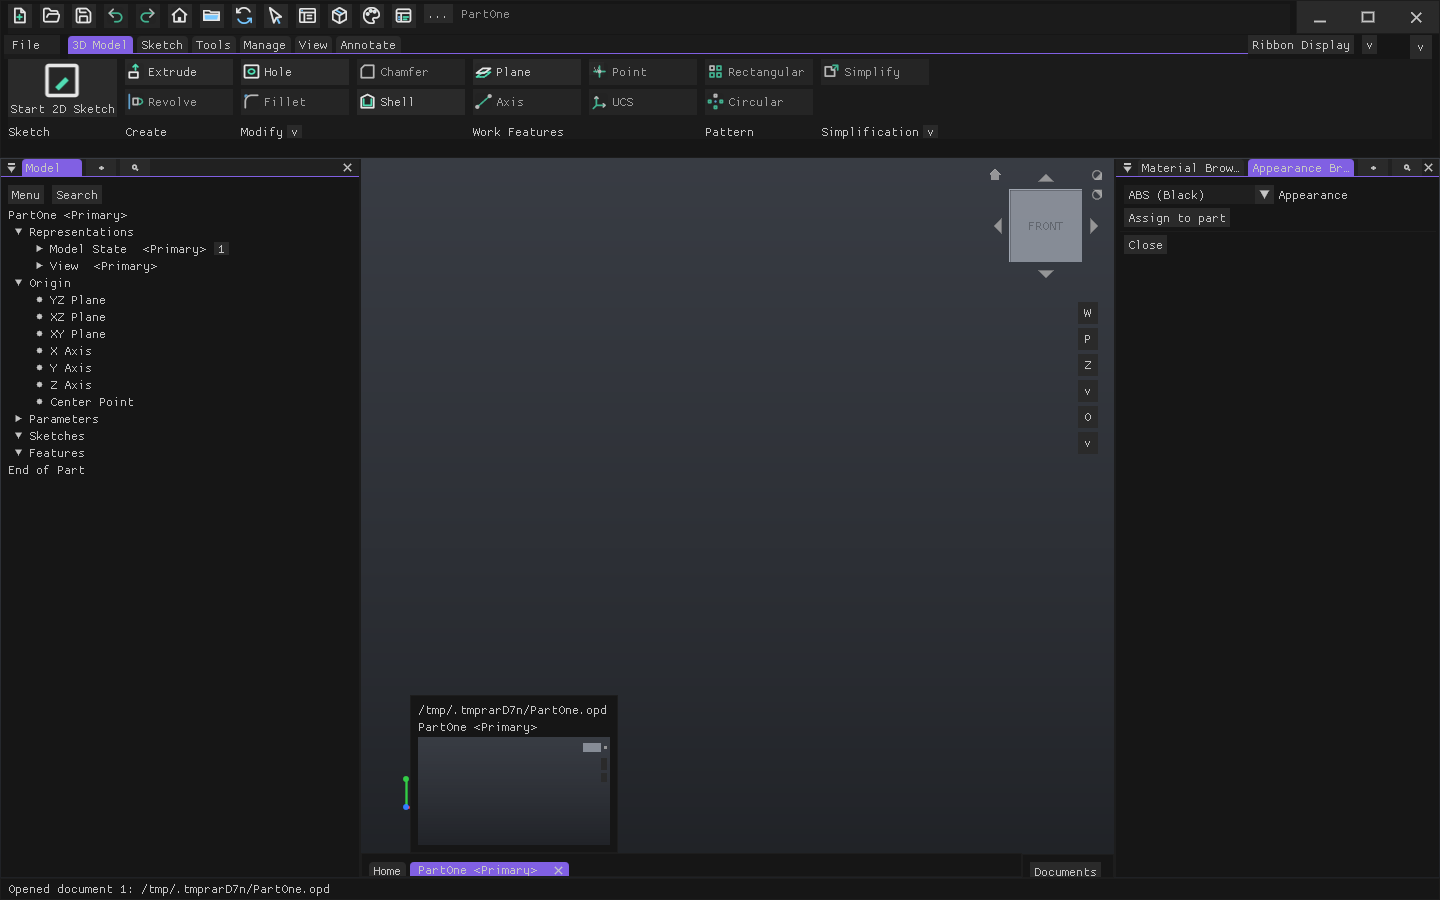 ... PartOne
File 3D Model Sketch Tools Manage View Annotate Ribbon Display v v
Start 2D Sketch
Extrude Hole Chamfer Plane Point Rectangular Simplify
Revolve Fillet Shell Axis UCS Circular
Sketch Create Modify v Work Features Pattern Simplification v
Model
Menu Search
PartOne <Primary>
Representations
Model State <Primary> 1
View <Primary>
Origin
YZ Plane
XZ Plane
XY Plane
X Axis
Y Axis
Z Axis
Center Point
Parameters
Sketches
Features
End of Part
FRONT
W
P
Z
v
O
v
Material Brow… Appearance Br…
ABS (Black) Appearance
Assign to part
Close
/tmp/.tmprarD7n/PartOne.opd
PartOne <Primary>
Home PartOne <Primary> Documents
Opened document 1: /tmp/.tmprarD7n/PartOne.opd